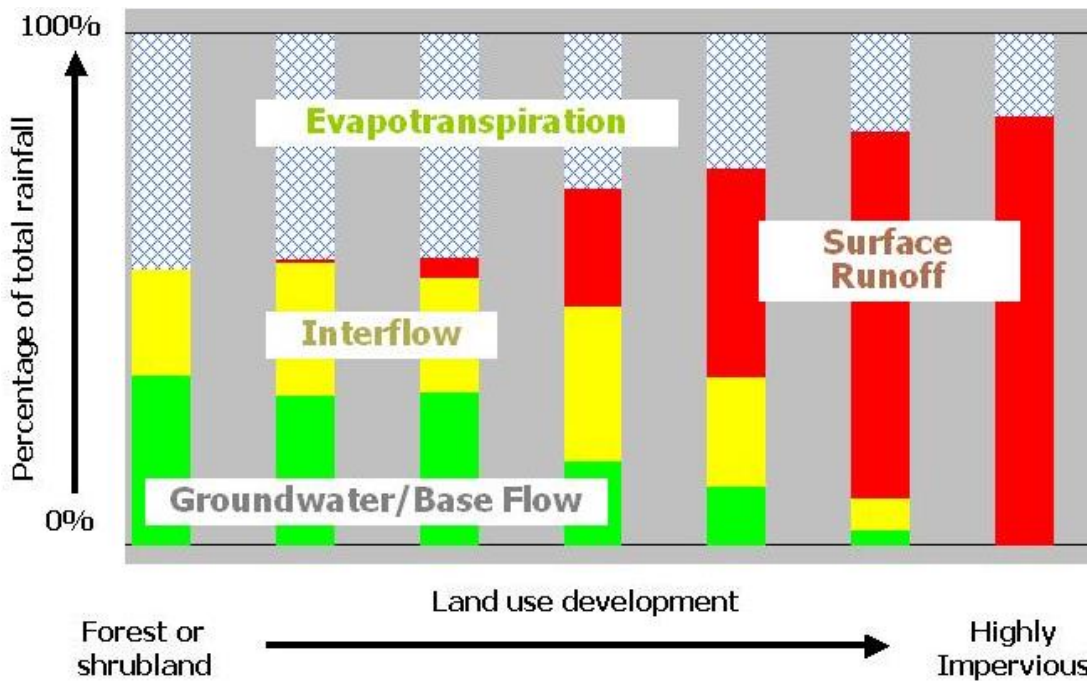 100%
Evapotranspiration
Surface
Runoff
Percentage of total rainfall
Interflow
Groundwater/Base Flow
0%
Land use development
Forest or
shrubland
Highly
Impervious